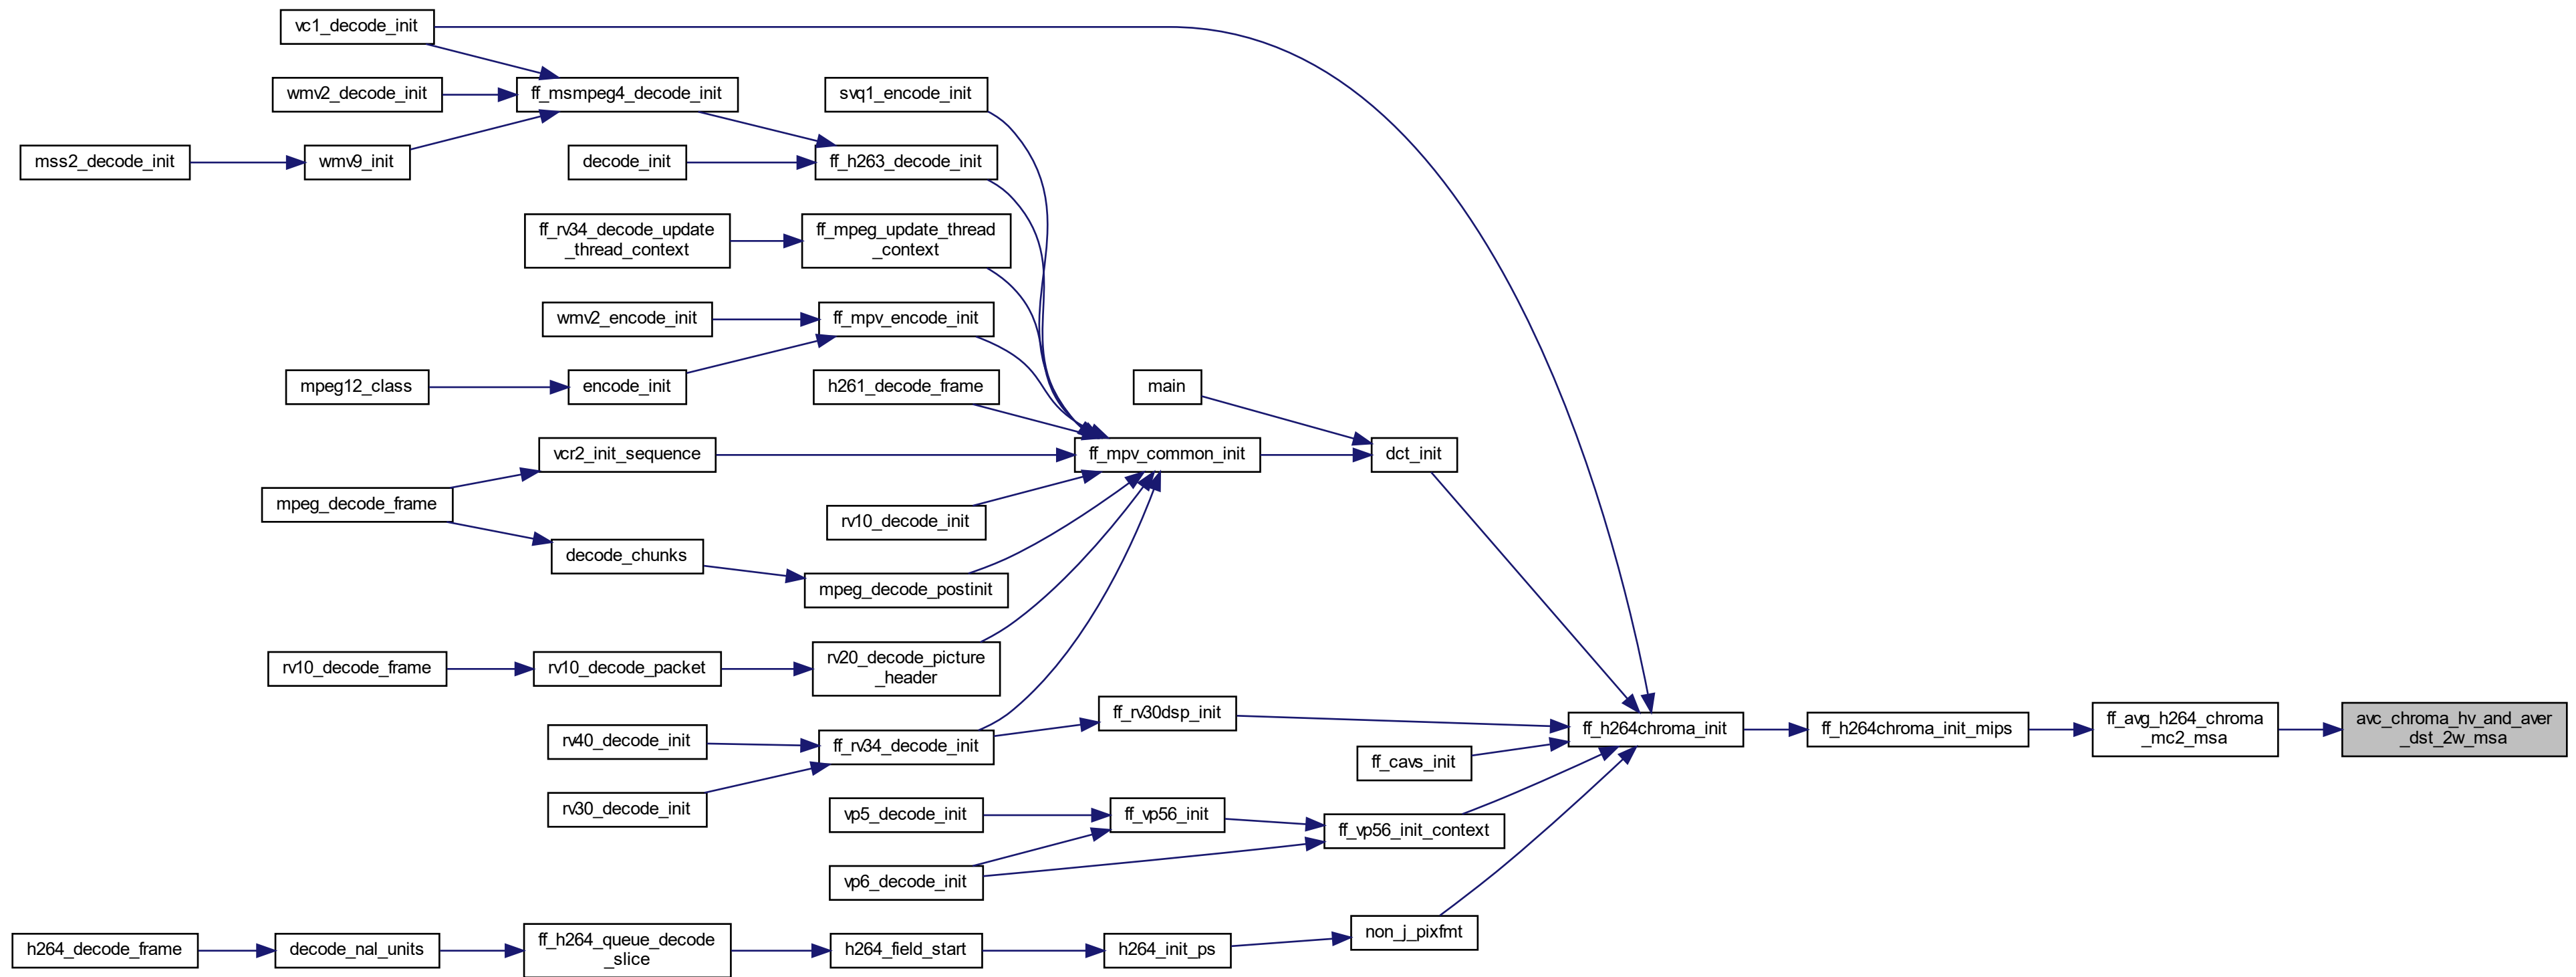 vc1_decode_init
wmv2_decode_init
ff_msmpeg4_decode_init
svq1_encode_init
mss2_decode_init
wmv9_init
decode_init
ff_h263_decode_init
ff_rv34_decode_update
_thread_context
ff_mpeg_update_thread
_context
wmv2_encode_init
ff_mpv_encode_init
mpeg12_class
encode_init
h261_decode_frame
main
vcr2_init_sequence
ff_mpv_common_init
dct_init
mpeg_decode_frame
rv10_decode_init
decode_chunks
mpeg_decode_postinit
rv10_decode_frame
rv10_decode_packet
rv20_decode_picture
_header
ff_rv30dsp_init
rv40_decode_init
ff_rv34_decode_init
ff_cavs_init
ff_h264chroma_init
ff_h264chroma_init_mips
ff_avg_h264_chroma
_mc2_msa
avc_chroma_hv_and_aver
_dst_2w_msa
rv30_decode_init
vp5_decode_init
ff_vp56_init
ff_vp56_init_context
vp6_decode_init
h264_decode_frame
decode_nal_units
ff_h264_queue_decode
_slice
h264_field_start
h264_init_ps
non_j_pixfmt